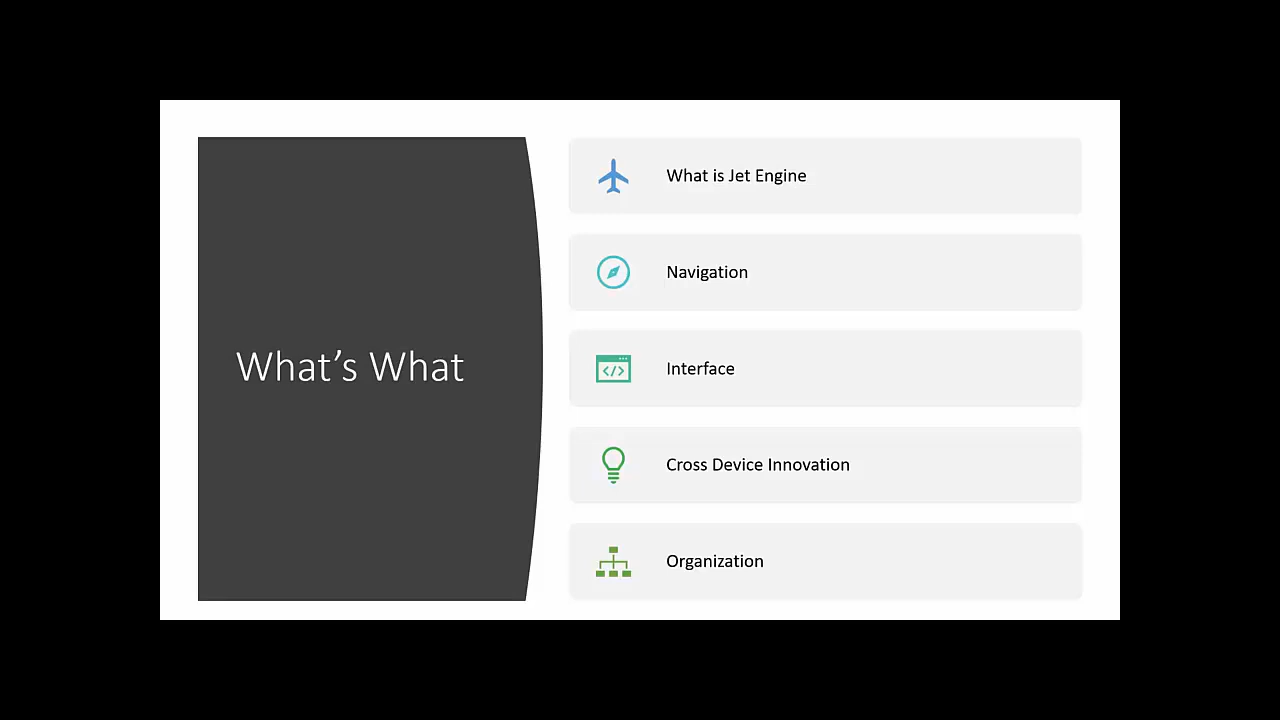 What's What
What is Jet Engine
Navigation
Interface
Cross Device Innovation
Organization